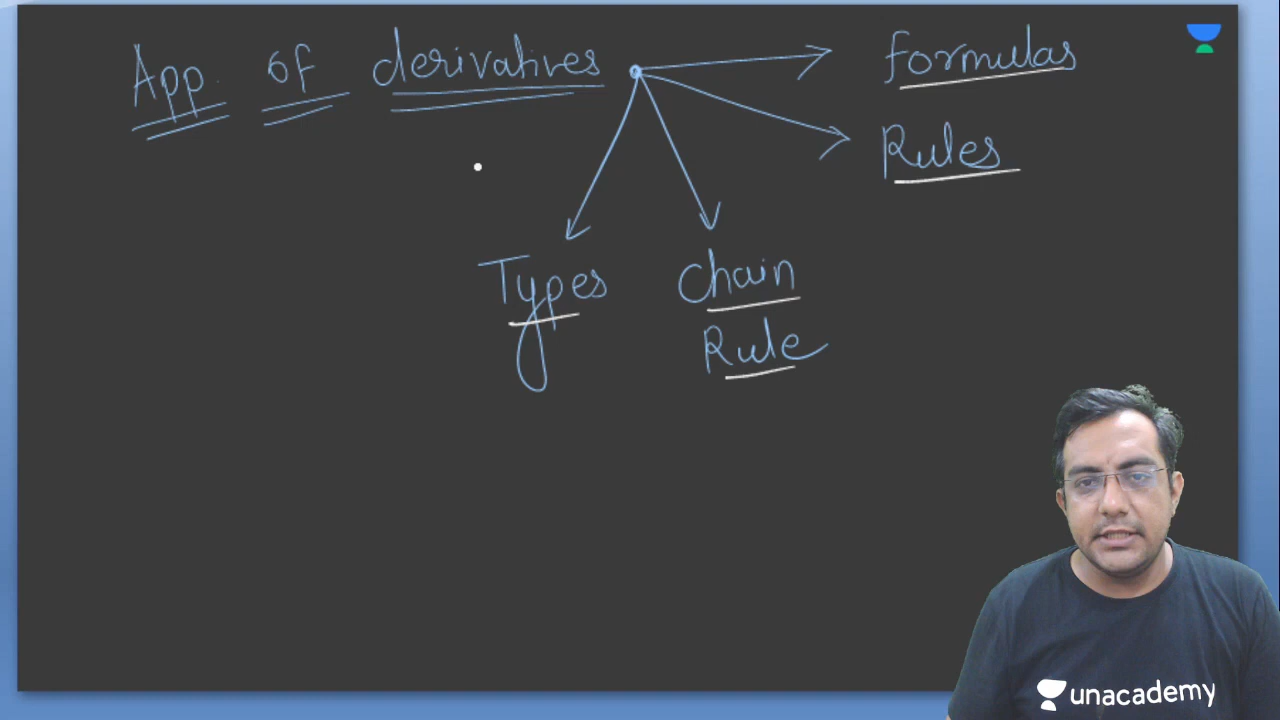 App. of derivatives
formulas
Rules
Types
Chain
Rule
unacademy